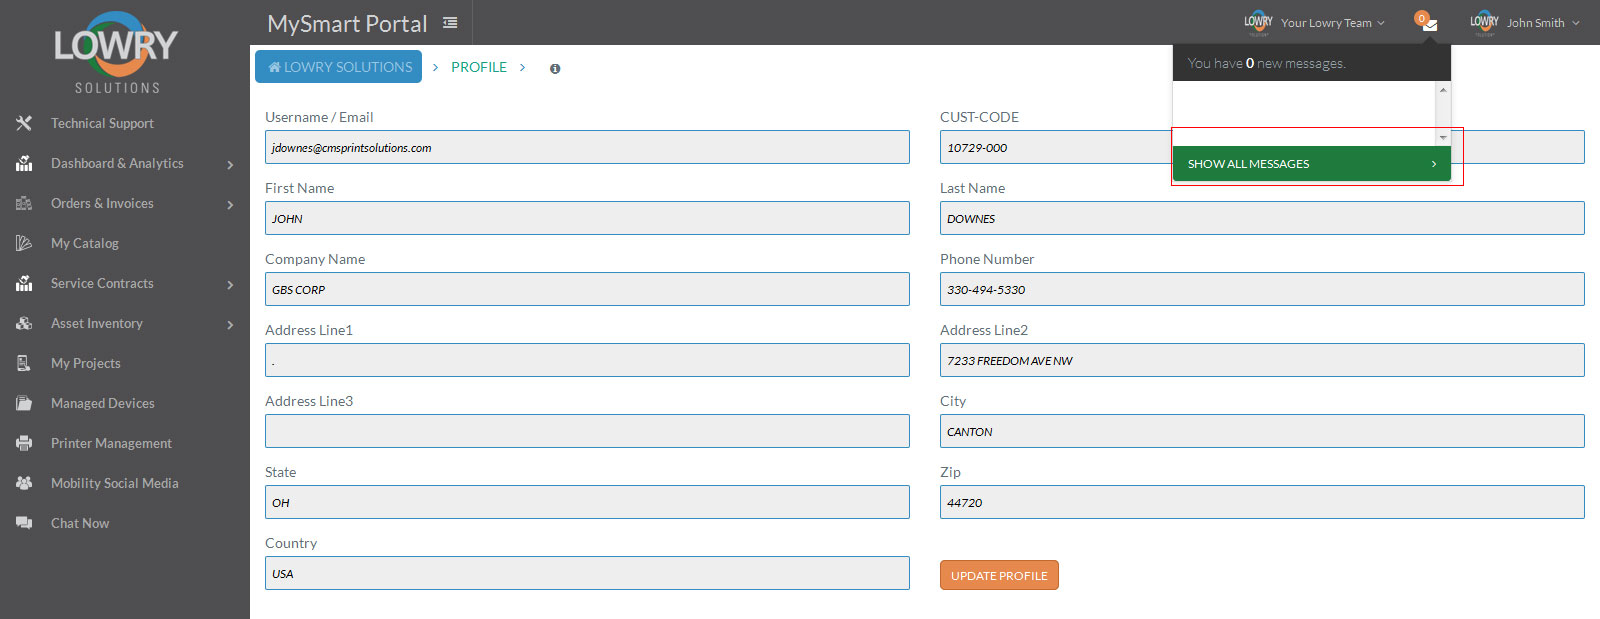 LOWRY
SOLUTIONS
MySmart Portal
LOWRY
Your Lowry Team
0
LOWRY
John Smith
You have 0 new messages.
SHOW ALL MESSAGES
LOWRY SOLUTIONS
PROFILE
Technical Support
Dashboard & Analytics
Orders & Invoices
My Catalog
Service Contracts
Asset Inventory
My Projects
Managed Devices
Printer Management
Mobility Social Media
Chat Now
Username / Email
jdownes@cmsprintsolutions.com
CUST-CODE
10729-000
First Name
JOHN
Last Name
DOWNES
Company Name
GBS CORP
Phone Number
330-494-5330
Address Line1
.
Address Line2
7233 FREEDOM AVE NW
Address Line3
City
CANTON
State
OH
Zip
44720
Country
USA
UPDATE PROFILE